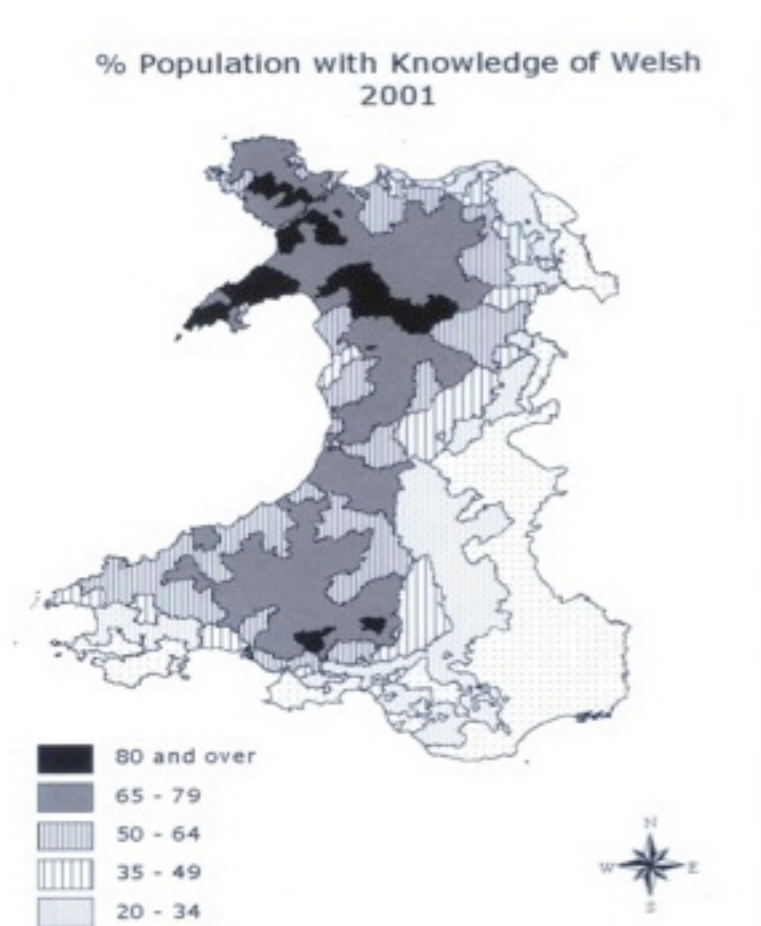 % Population with Knowledge of Welsh
2001
80 and over
65 - 79
50 - 64
35 - 49
20 - 34
N
W E
S